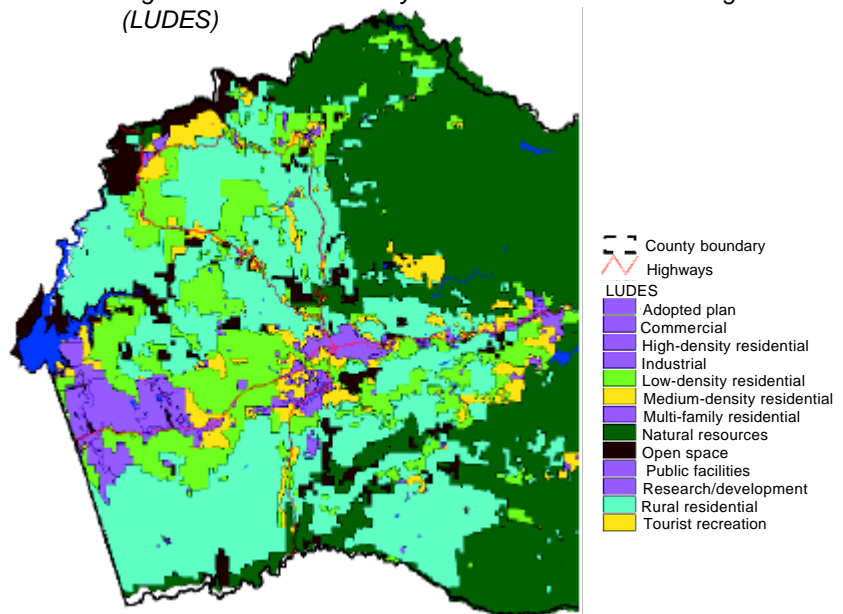 (LUDES)
County boundary
Highways
LUDES
Adopted plan
Commercial
High-density residential
Industrial
Low-density residential
Medium-density residential
Multi-family residential
Natural resources
Open space
Public facilities
Research/development
Rural residential
Tourist recreation